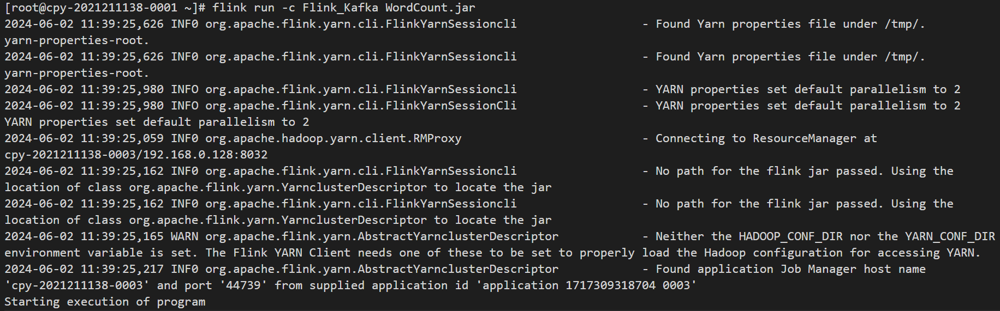 [root@cpy-2021211138-0001 ~]# flink run -c Flink_Kafka WordCount.jar
2024-06-02 11:39:25,626 INF0 org.apache.flink.yarn.cli.FlinkYarnSessioncli - Found Yarn properties file under /tmp/.
yarn-properties-root.
2024-06-02 11:39:25,626 INF0 org.apache.flink.yarn.cli.FlinkYarnSessioncli - Found Yarn properties file under /tmp/.
yarn-properties-root.
2024-06-02 11:39:25,980 INFO org.apache.flink.yarn.cli.FlinkYarnSessioncli - YARN properties set default parallelism to 2
2024-06-02 11:39:25,980 INFO org.apache.flink.yarn.cli.FlinkYarnSessionCli - YARN properties set default parallelism to 2
YARN properties set default parallelism to 2
2024-06-02 11:39:25,059 INF0 org.apache.hadoop.yarn.client.RMProxy - Connecting to ResourceManager at
cpy-2021211138-0003/192.168.0.128:8032
2024-06-02 11:39:25,162 INF0 org.apache.flink.yarn.cli.FlinkYarnSessioncli - No path for the flink jar passed. Using the
location of class org.apache.flink.yarn.YarnclusterDescriptor to locate the jar
2024-06-02 11:39:25,162 INF0 org.apache.flink.yarn.cli.FlinkYarnSessioncli - No path for the flink jar passed. Using the
location of class org.apache.flink.yarn.YarnclusterDescriptor to locate the jar
2024-06-02 11:39:25,165 WARN org.apache.flink.yarn.AbstractYarnclusterDescriptor - Neither the HADOOP_CONF_DIR nor the YARN_CONF_DIR
environment variable is set. The Flink YARN Client needs one of these to be set to properly load the Hadoop configuration for accessing YARN.
2024-06-02 11:39:25,217 INF0 org.apache.flink.yarn.AbstractYarnclusterDescriptor - Found application Job Manager host name
'cpy-2021211138-0003' and port '44739' from supplied application id 'application 1717309318704 0003'
Starting execution of program